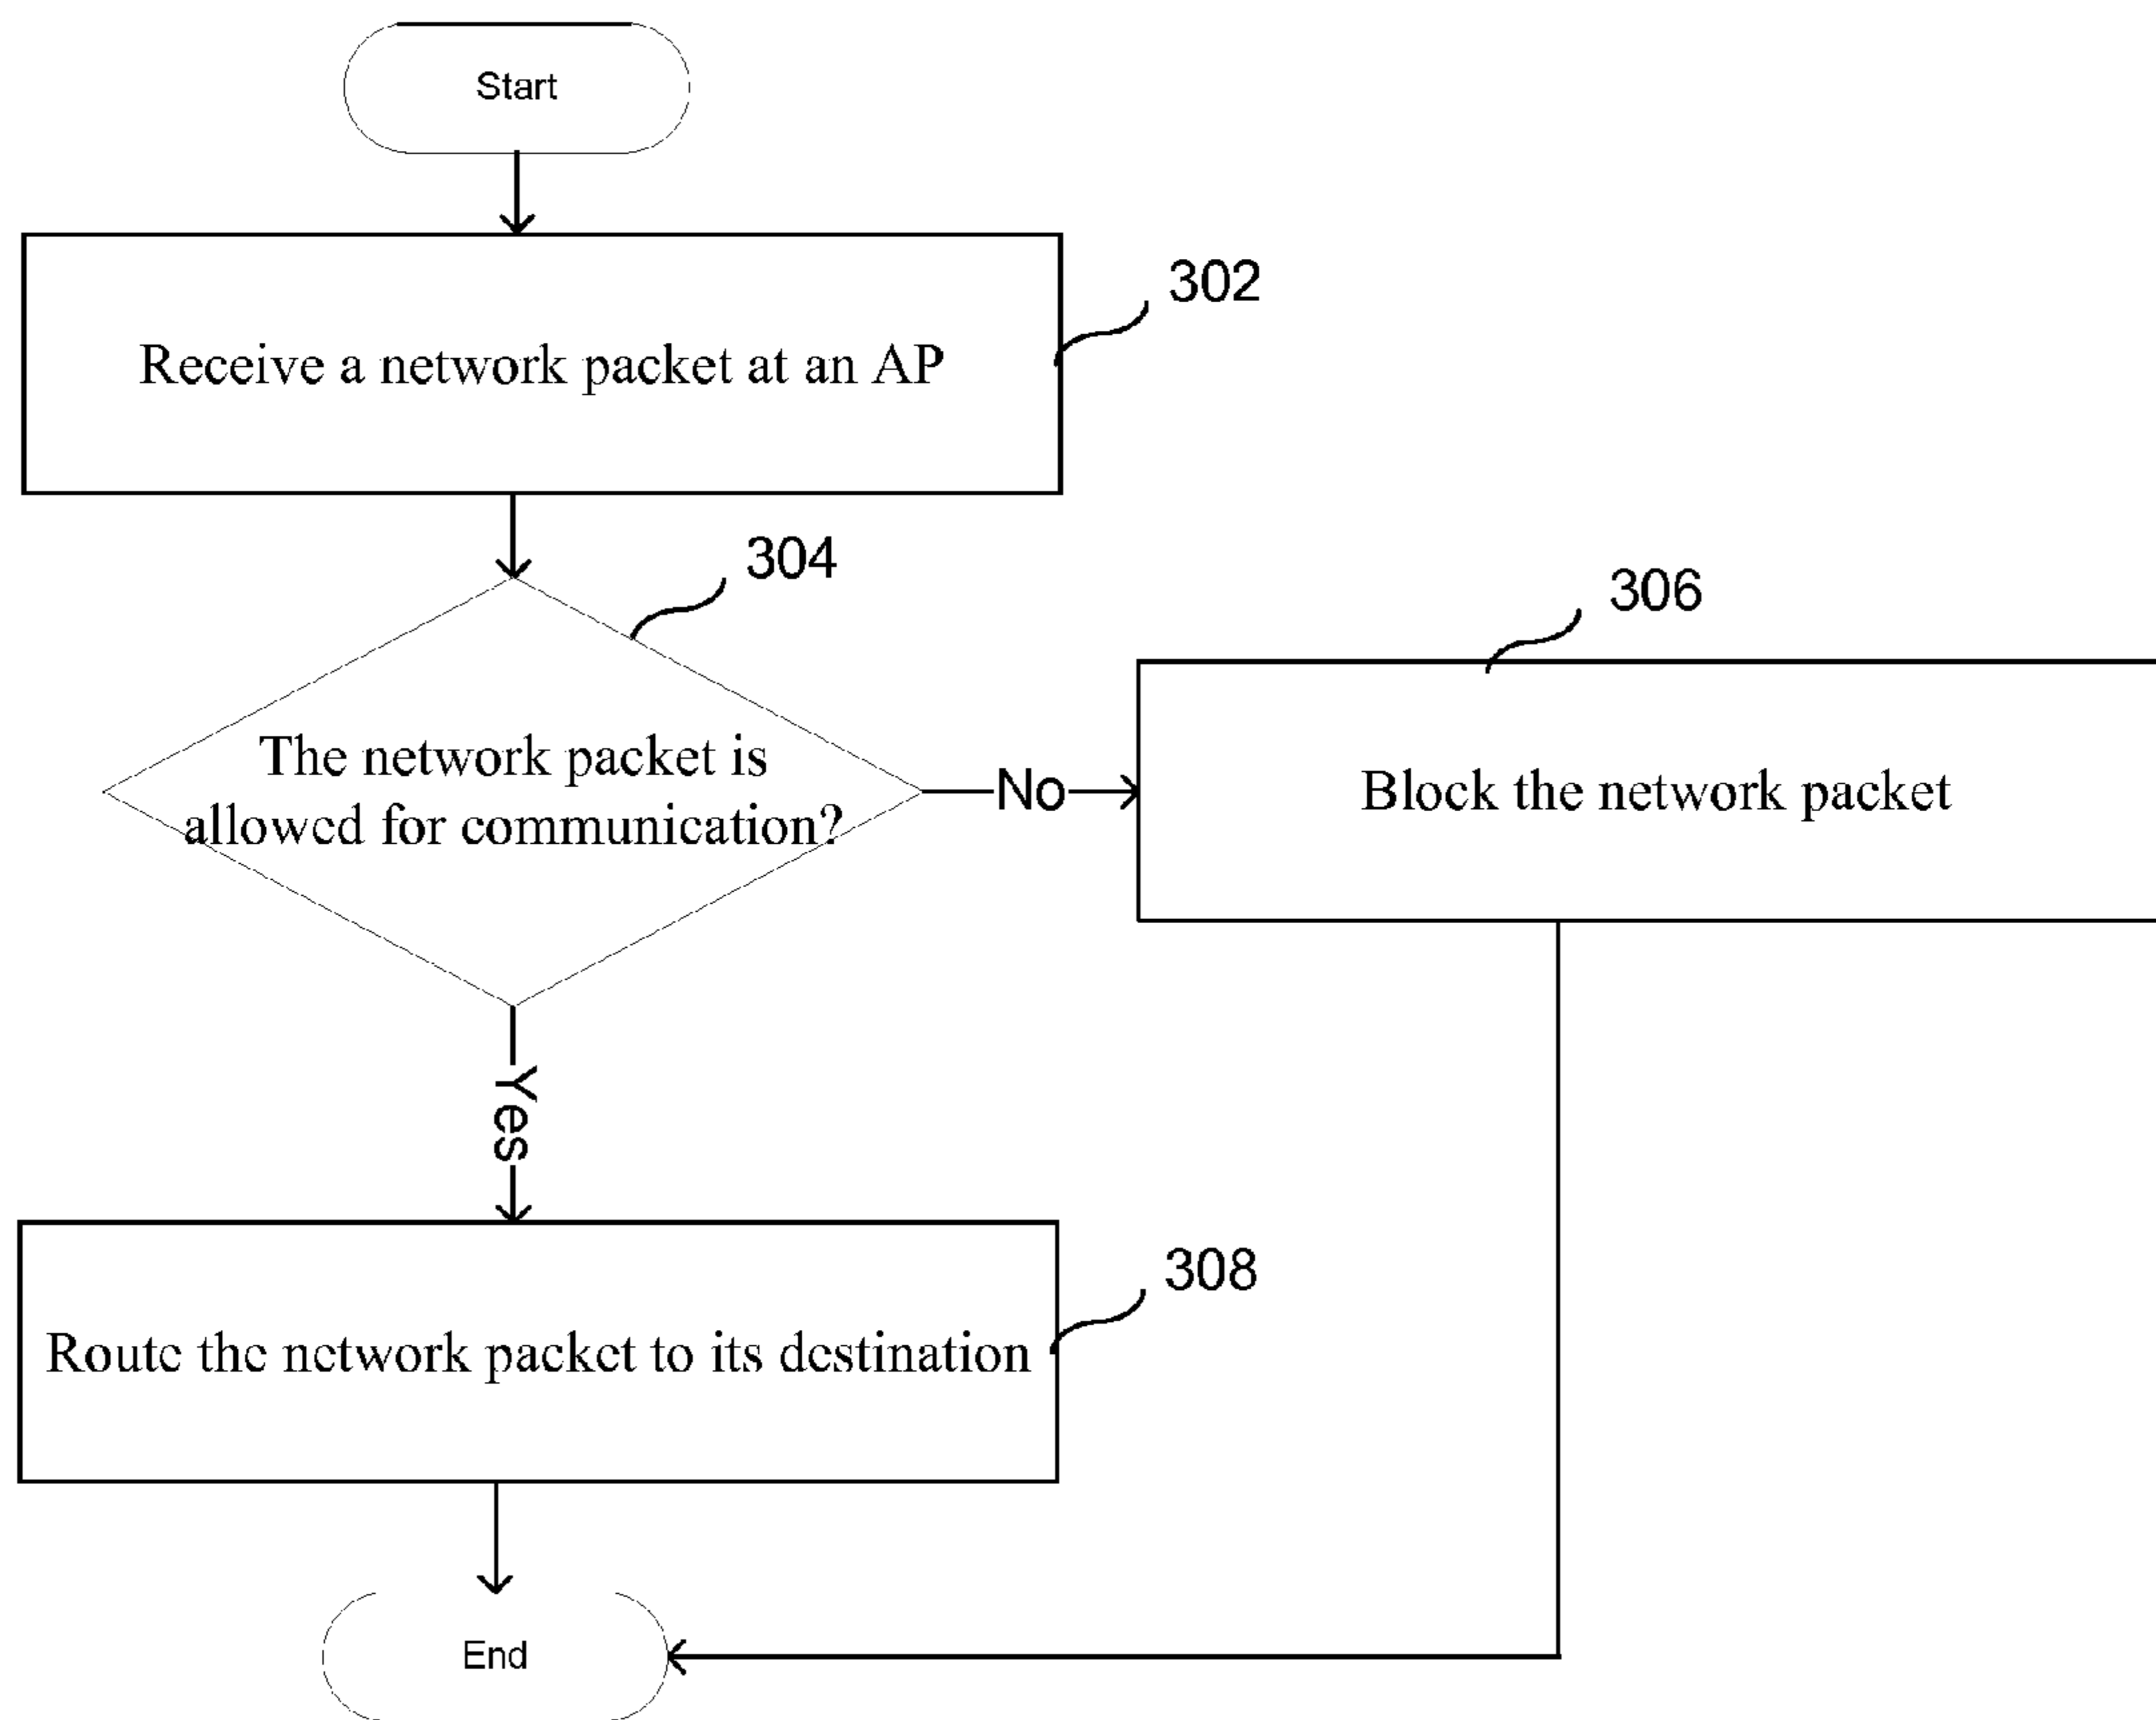 Start
302
Receive a network packet at an AP
304
306
The network packet is
allowed for communication?
No
Block the network packet
Yes
308
Route the network packet to its destination
End